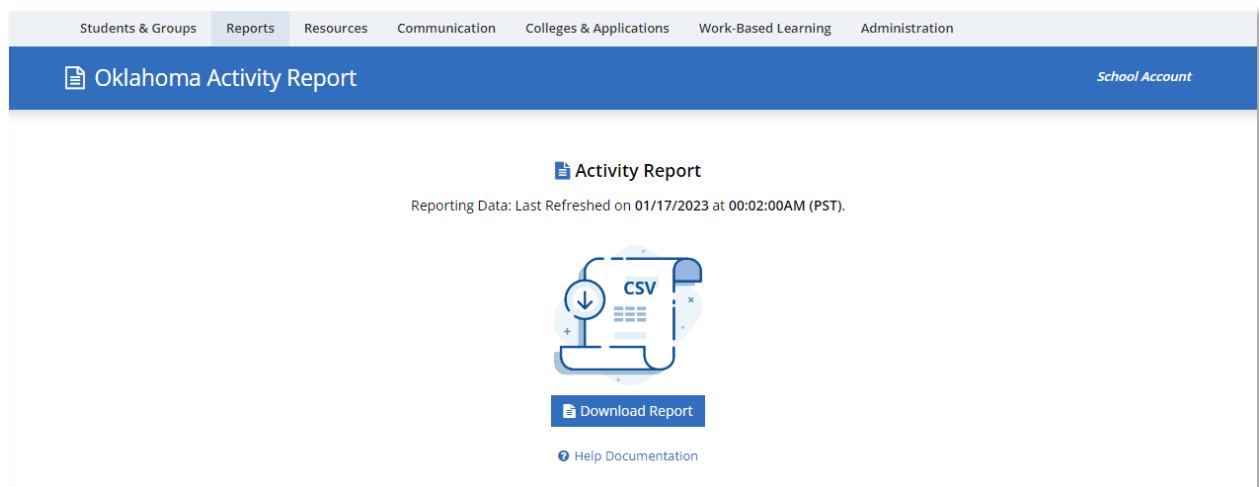 Students & Groups Reports Resources Communication Colleges & Applications Work-Based Learning Administration
Oklahoma Activity Report School Account
Activity Report
Reporting Data: Last Refreshed on 01/17/2023 at 00:02:00AM (PST).
CSV
Download Report
Help Documentation